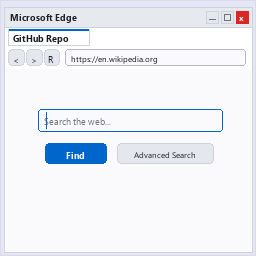 Microsoft Edge
x
GitHub Repo
< > R https://en.wikipedia.org
Search the web...
Find Advanced Search